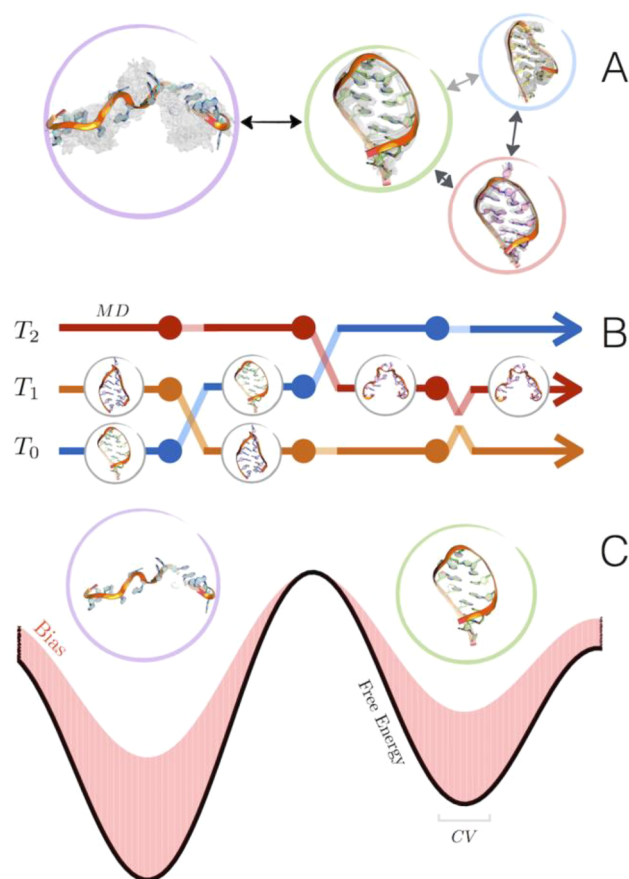 A
MD
T₂
B
T₁
T₀
C
Bias
Free Energy
CV